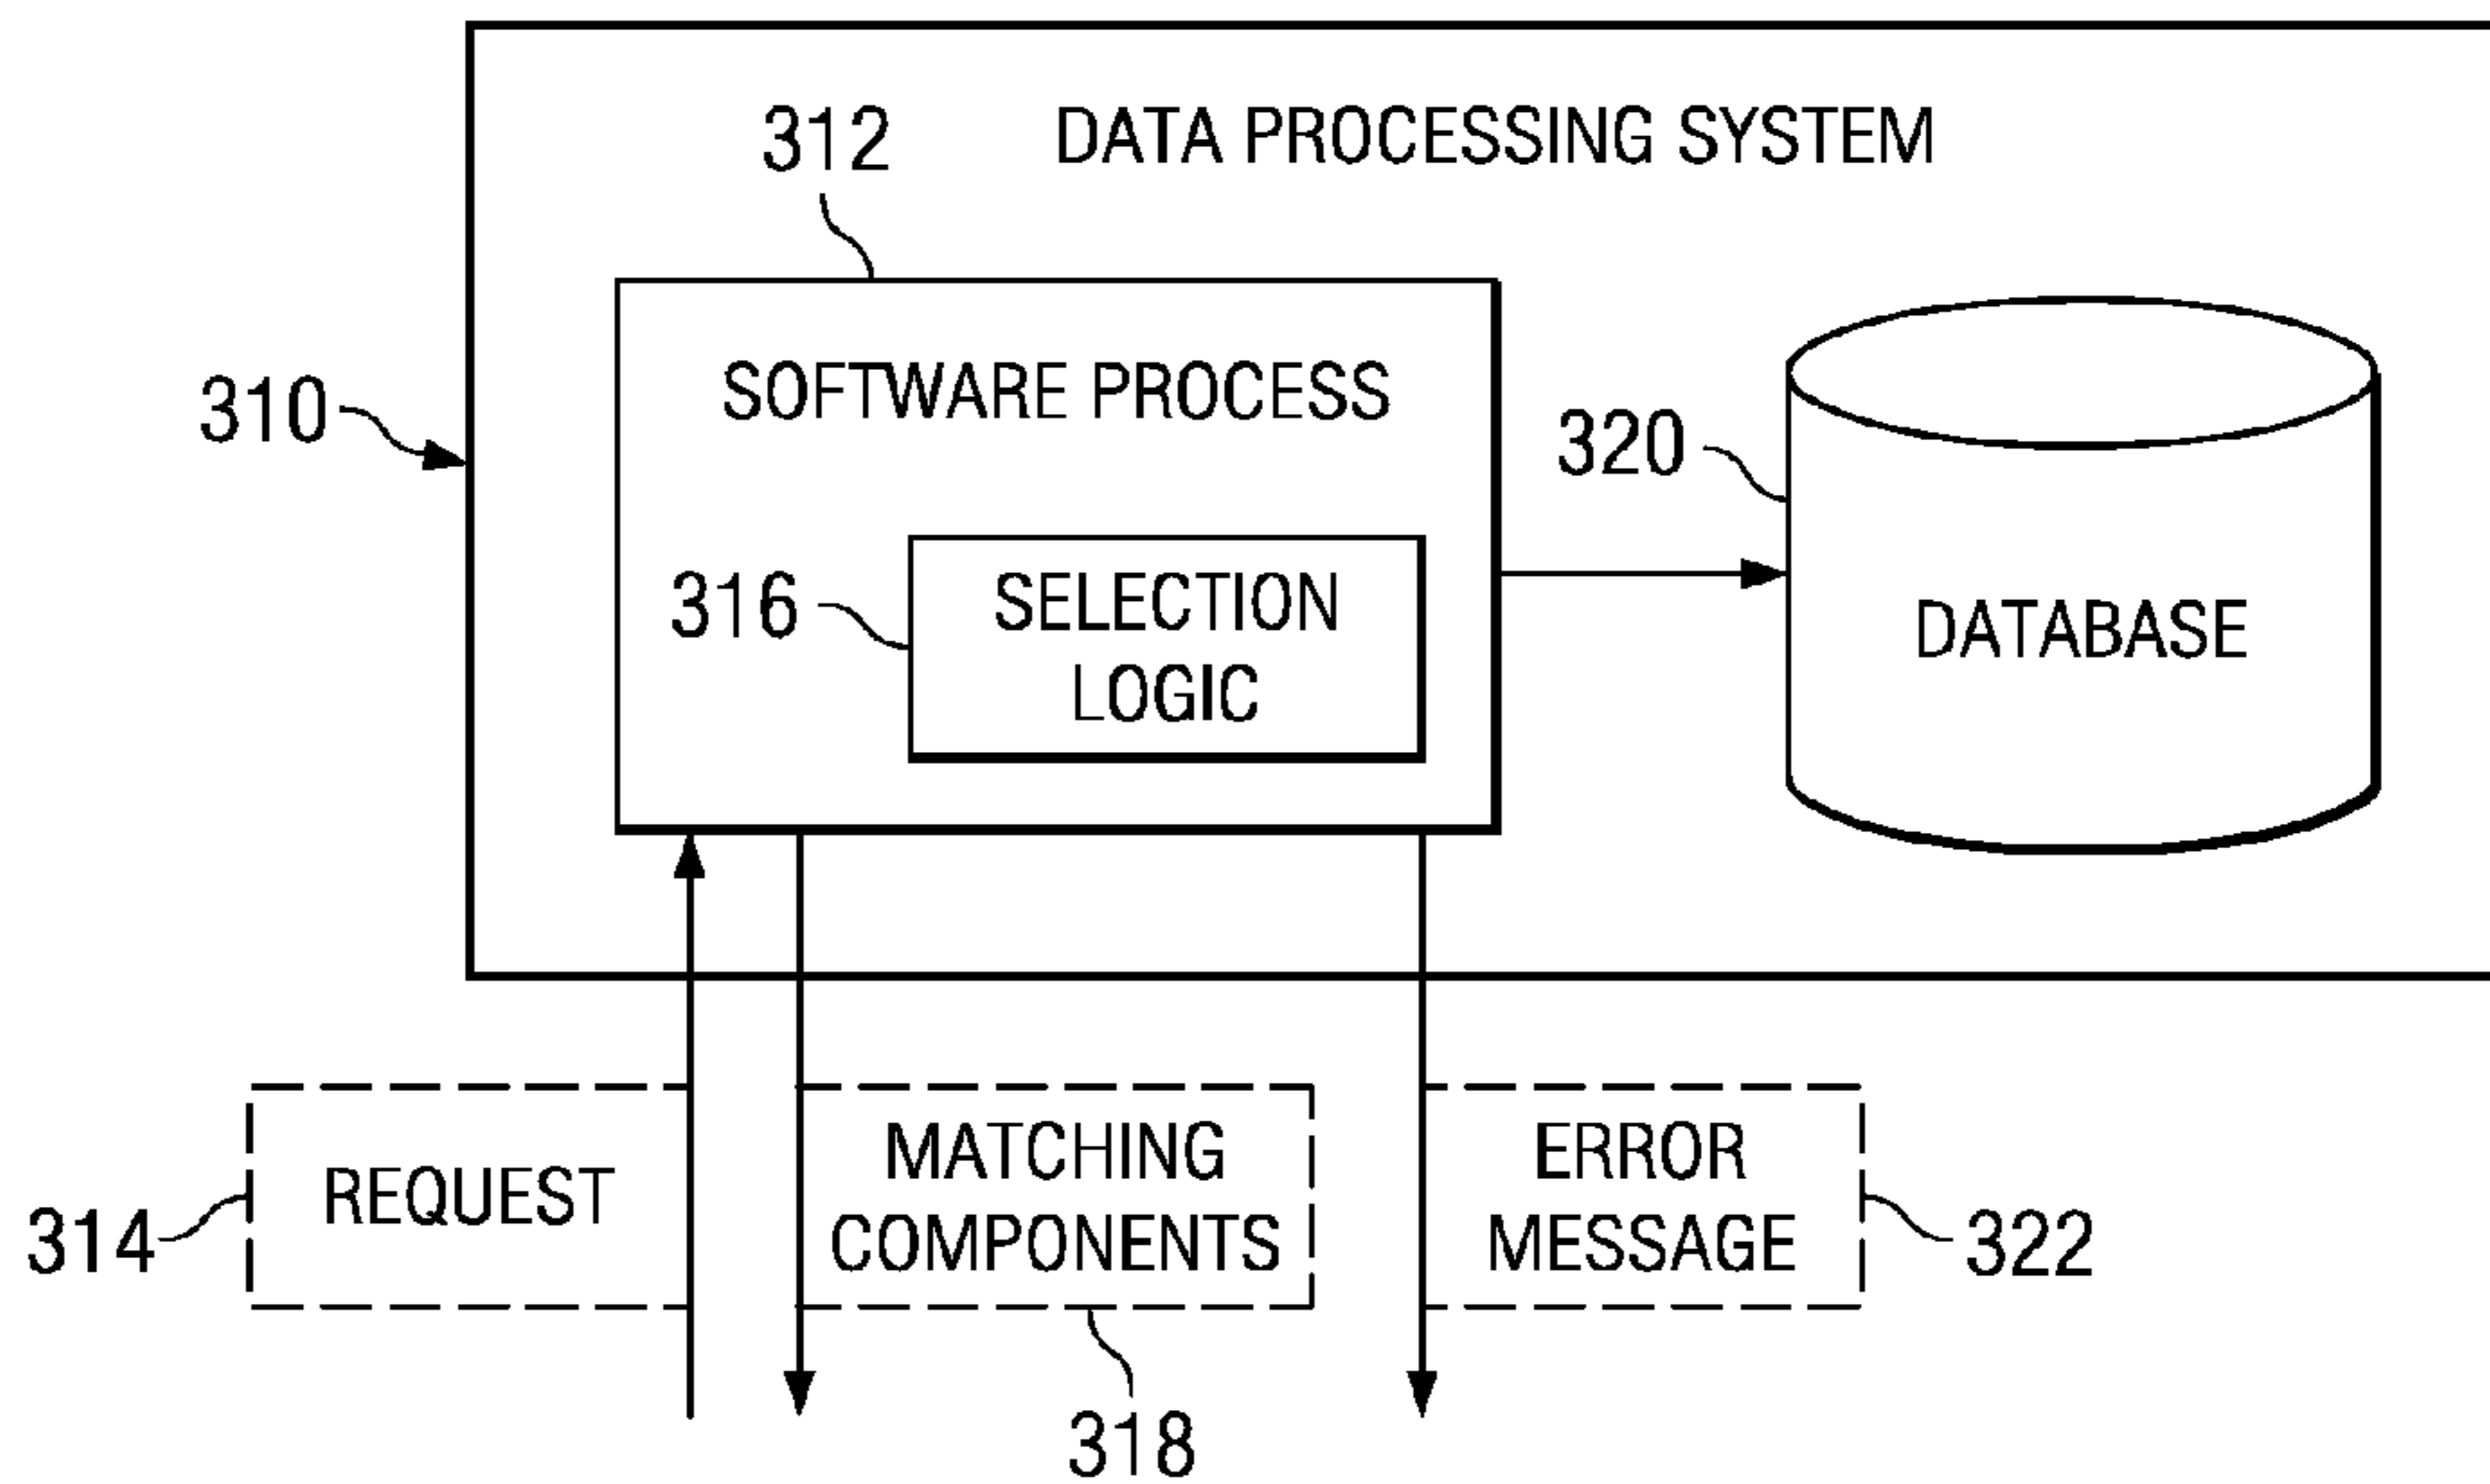 312
DATA PROCESSING SYSTEM
310
SOFTWARE PROCESS
320
316
SELECTION
LOGIC
DATABASE
314
REQUEST
MATCHING
COMPONENTS
318
ERROR
MESSAGE
322